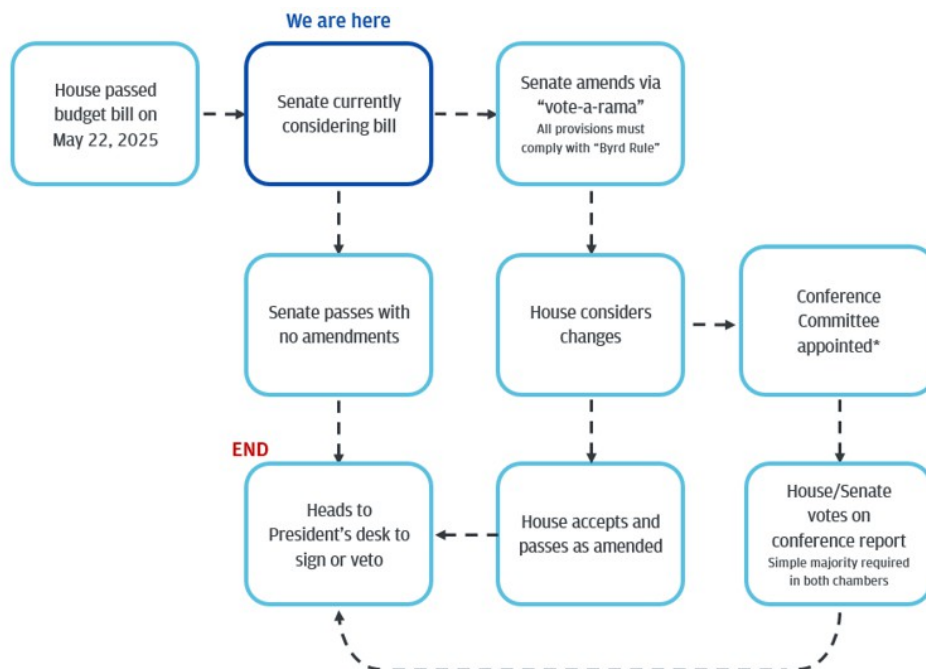 We are here
House passed
budget bill on
May 22, 2025
Senate currently
considering bill
Senate amends via
“vote-a-rama”
All provisions must
comply with “Byrd Rule”
Senate passes with
no amendments
House considers
changes
Conference
Committee
appointed*
END
Heads to
President’s desk to
sign or veto
House accepts and
passes as amended
House/Senate
votes on
conference report
Simple majority required
in both chambers